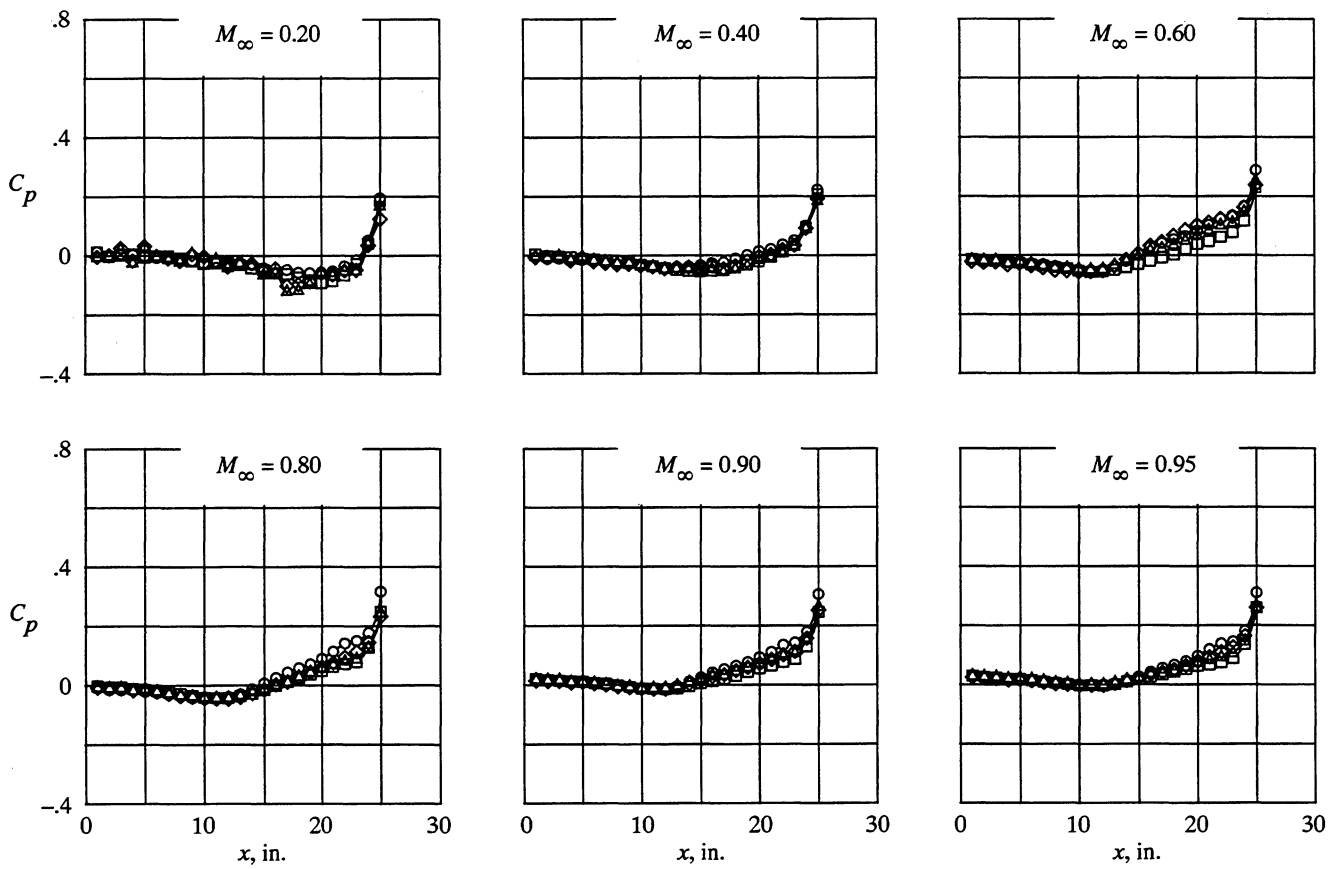 M∞ = 0.20 M∞ = 0.40 M∞ = 0.60
.8
.4
Cp
0
–.4
M∞ = 0.80 M∞ = 0.90 M∞ = 0.95
.8
.4
Cp
0
–.4
0 10 20 30 0 10 20 30 0 10 20 30
x, in. x, in. x, in.